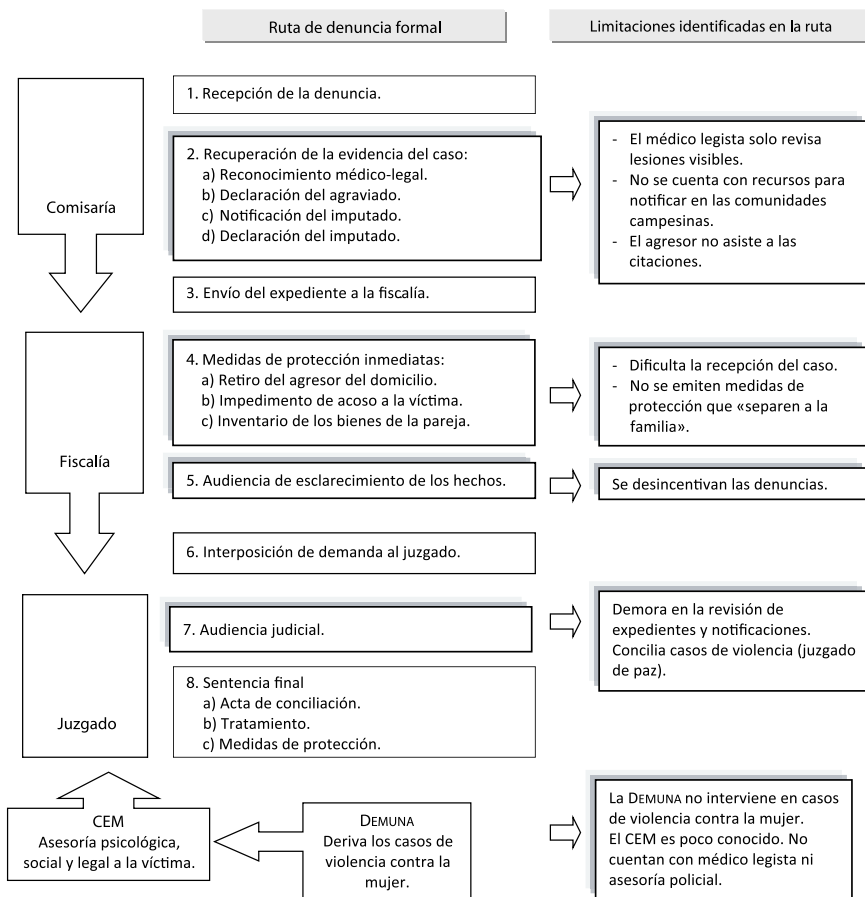 Ruta de denuncia formal
Limitaciones identificadas en la ruta
Comisaría
1. Recepción de la denuncia.
2. Recuperación de la evidencia del caso:
a) Reconocimiento médico-legal.
b) Declaración del agraviado.
c) Notificación del imputado.
d) Declaración del imputado.
- El médico legista solo revisa
lesiones visibles.
- No se cuenta con recursos para
notificar en las comunidades
campesinas.
- El agresor no asiste a las
citaciones.
3. Envío del expediente a la fiscalía.
Fiscalía
4. Medidas de protección inmediatas:
a) Retiro del agresor del domicilio.
b) Impedimento de acoso a la víctima.
c) Inventario de los bienes de la pareja.
- Dificulta la recepción del caso.
- No se emiten medidas de
protección que «separen a la
familia».
5. Audiencia de esclarecimiento de los hechos.
Se desincentivan las denuncias.
6. Interposición de demanda al juzgado.
Juzgado
7. Audiencia judicial.
Demora en la revisión de
expedientes y notificaciones.
Concilia casos de violencia (juzgado
de paz).
8. Sentencia final
a) Acta de conciliación.
b) Tratamiento.
c) Medidas de protección.
CEM
Asesoría psicológica,
social y legal a la víctima.
DEMUNA
Deriva los casos de
violencia contra la
mujer.
La DEMUNA no interviene en casos
de violencia contra la mujer.
El CEM es poco conocido. No
cuentan con médico legista ni
asesoría policial.